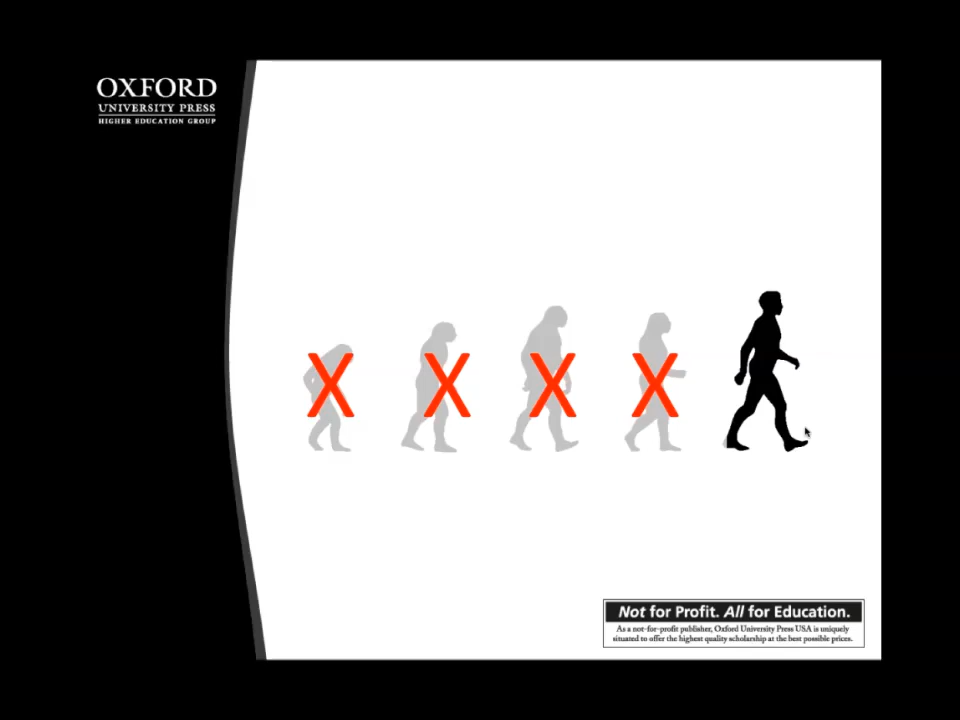 OXFORD
UNIVERSITY PRESS
HIGHER EDUCATION GROUP
X X X X
Not for Profit. All for Education.
As a not-for-profit publisher, Oxford University Press USA is uniquely
situated to offer the highest quality scholarship at the best possible prices.